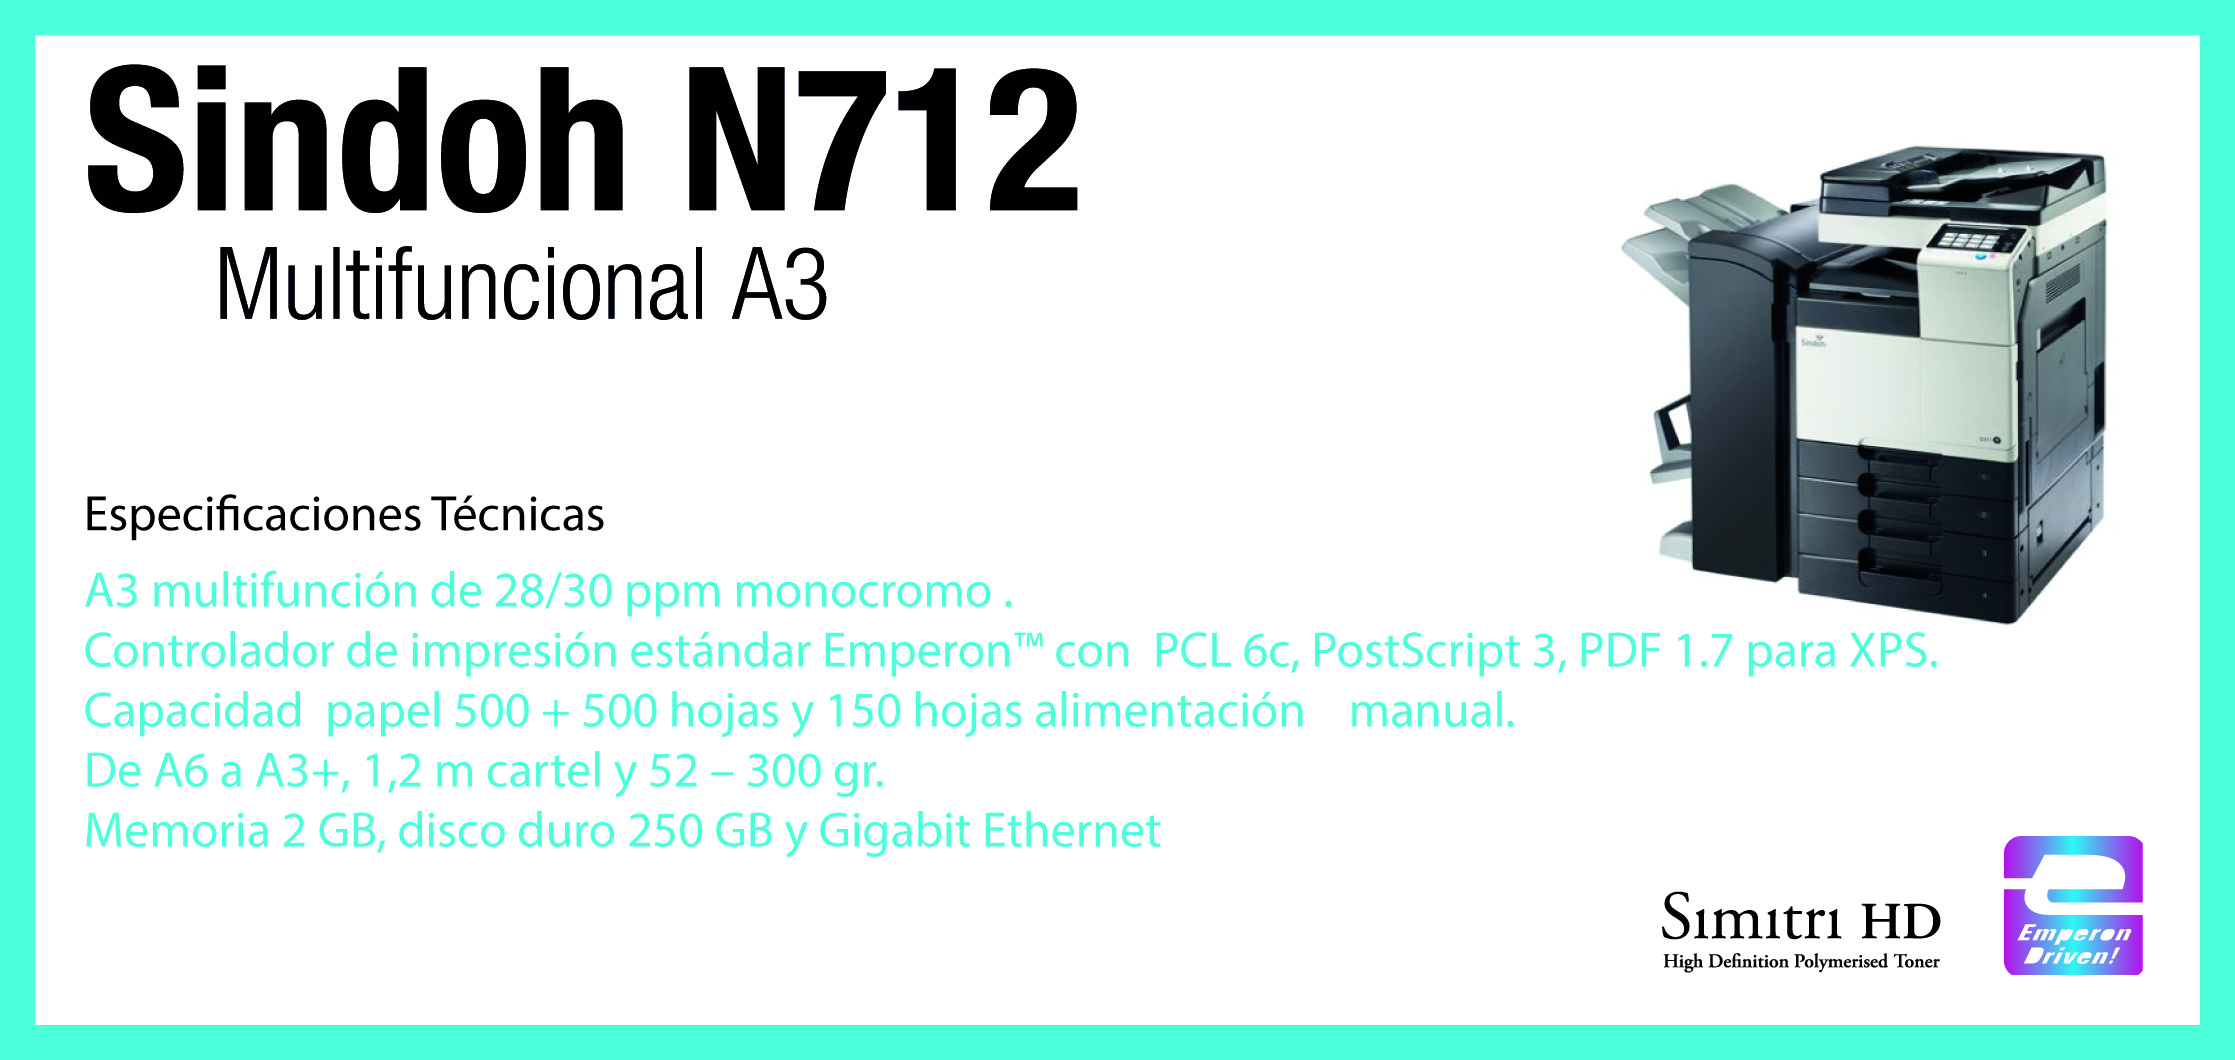 Sindoh N712
Multifuncional A3
Sindoh
Especificaciones Técnicas
A3 multifunción de 28/30 ppm monocromo .
Controlador de impresión estándar Emperon™ con PCL 6c, PostScript 3, PDF 1.7 para XPS.
Capacidad papel 500 + 500 hojas y 150 hojas alimentación manual.
De A6 a A3+, 1,2 m cartel y 52 – 300 gr.
Memoria 2 GB, disco duro 250 GB y Gigabit Ethernet
Simitri HD
High Definition Polymerised Toner
Emperon
Driven!